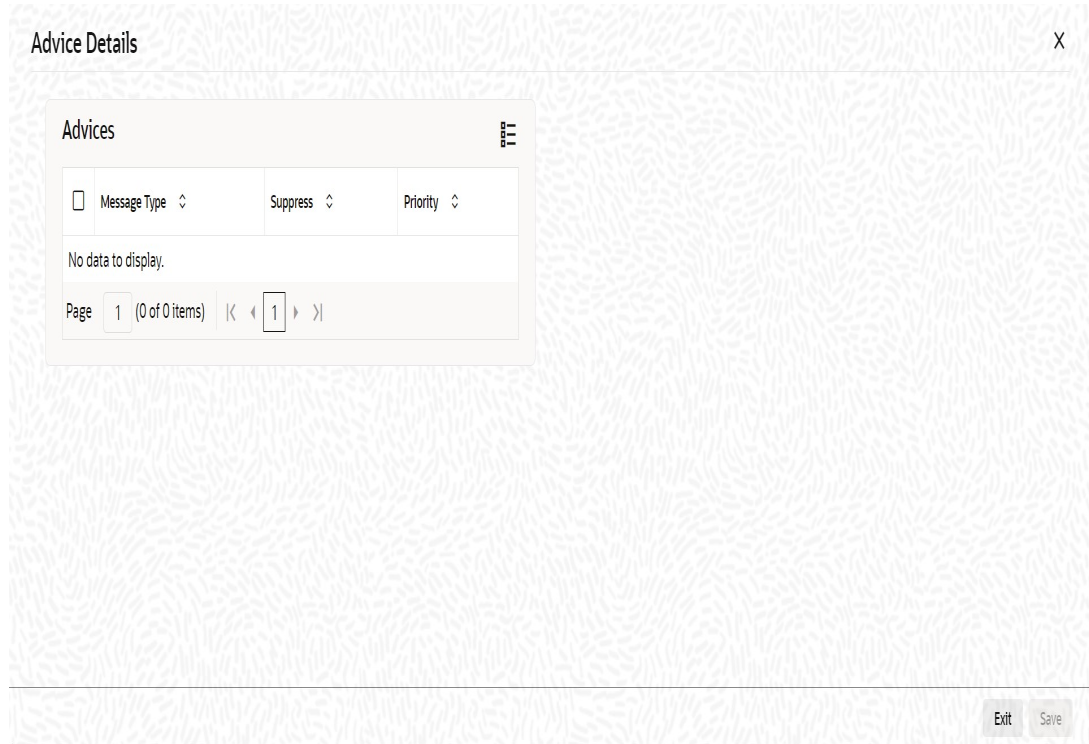 Advice Details X
Advices
Message Type Suppress Priority
No data to display.
Page 1 (0 of 0 items) 1
Exit Save